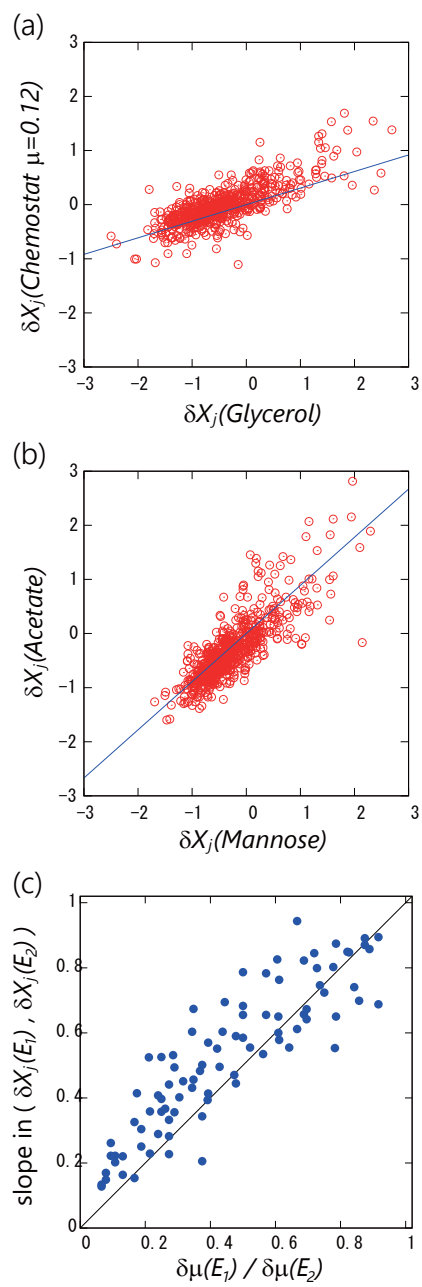 (a)
3
2
1
0
−1
−2
−3
−3 −2 −1 0 1 2 3
δXj(Chemostat μ=0.12)
δXj(Glycerol)
(b)
3
2
1
0
−1
−2
−3
−3 −2 −1 0 1 2 3
δXj(Acetate)
δXj(Mannose)
(c)
1
0.8
0.6
0.4
0.2
0
0 0.2 0.4 0.6 0.8 1
slope in ( δXj(E1) , δXj(E2) )
δμ(E1) / δμ(E2)